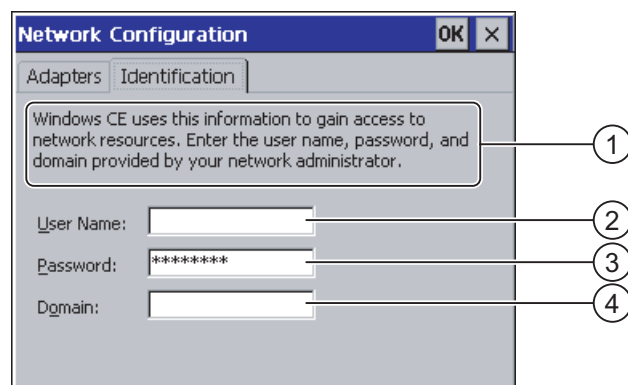 Network Configuration OK ×
Adapters Identification
Windows CE uses this information to gain access to
network resources. Enter the user name, password, and
domain provided by your network administrator.
1
User Name:
2
Password: ********
3
Domain:
4